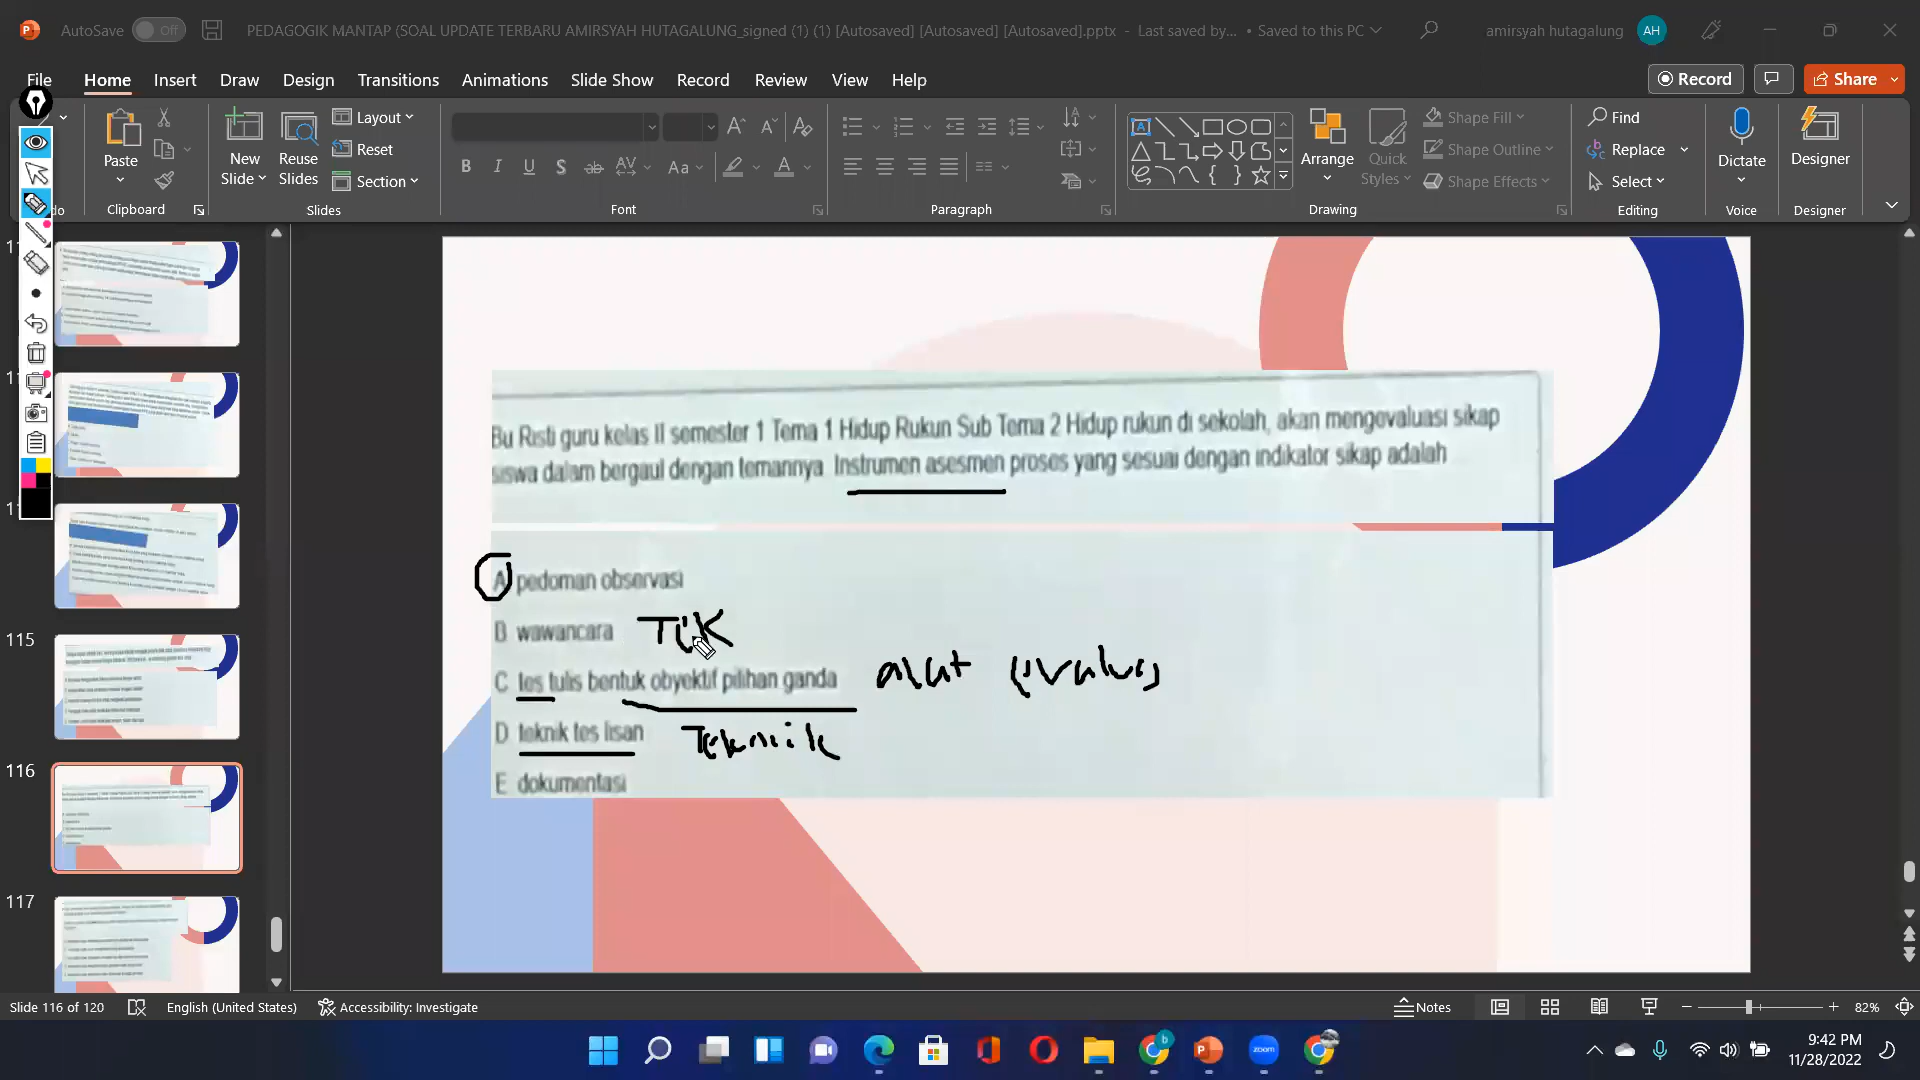 AutoSave Off PEDAGOGIK MANTAP (SOAL UPDATE TERBARU AMIRSYAH HUTAGALUNG_signed (1) (1) [Autosaved] [Autosaved] [Autosaved].pptx - Last saved by... • Saved to this PC amirsyah hutagalung AH
File Home Insert Draw Design Transitions Animations Slide Show Record Review View Help Record Share
Paste New Slide Reuse Slides Layout Reset Section
B I U S ab AV Aa A
Arrange Quick Styles Shape Fill Shape Outline Shape Effects
Find Replace Select Dictate Designer
do Clipboard Slides Font Paragraph Drawing Editing Voice Designer
Bu Risti guru kelas II semester 1 Tema 1 Hidup Rukun Sub Tema 2 Hidup rukun di sekolah, akan mengevaluasi sikap
siswa dalam bergaul dengan temannya. Instrumen asesmen proses yang sesuai dengan indikator sikap adalah
A pedoman observasi
B wawancara
C tes tulis bentuk obyektif pilihan ganda alat
D teknik tes lisan Teknik
E dokumentasi
115
116
117
Slide 116 of 120 English (United States) Accessibility: Investigate Notes 82%
zoom
9:42 PM
11/28/2022